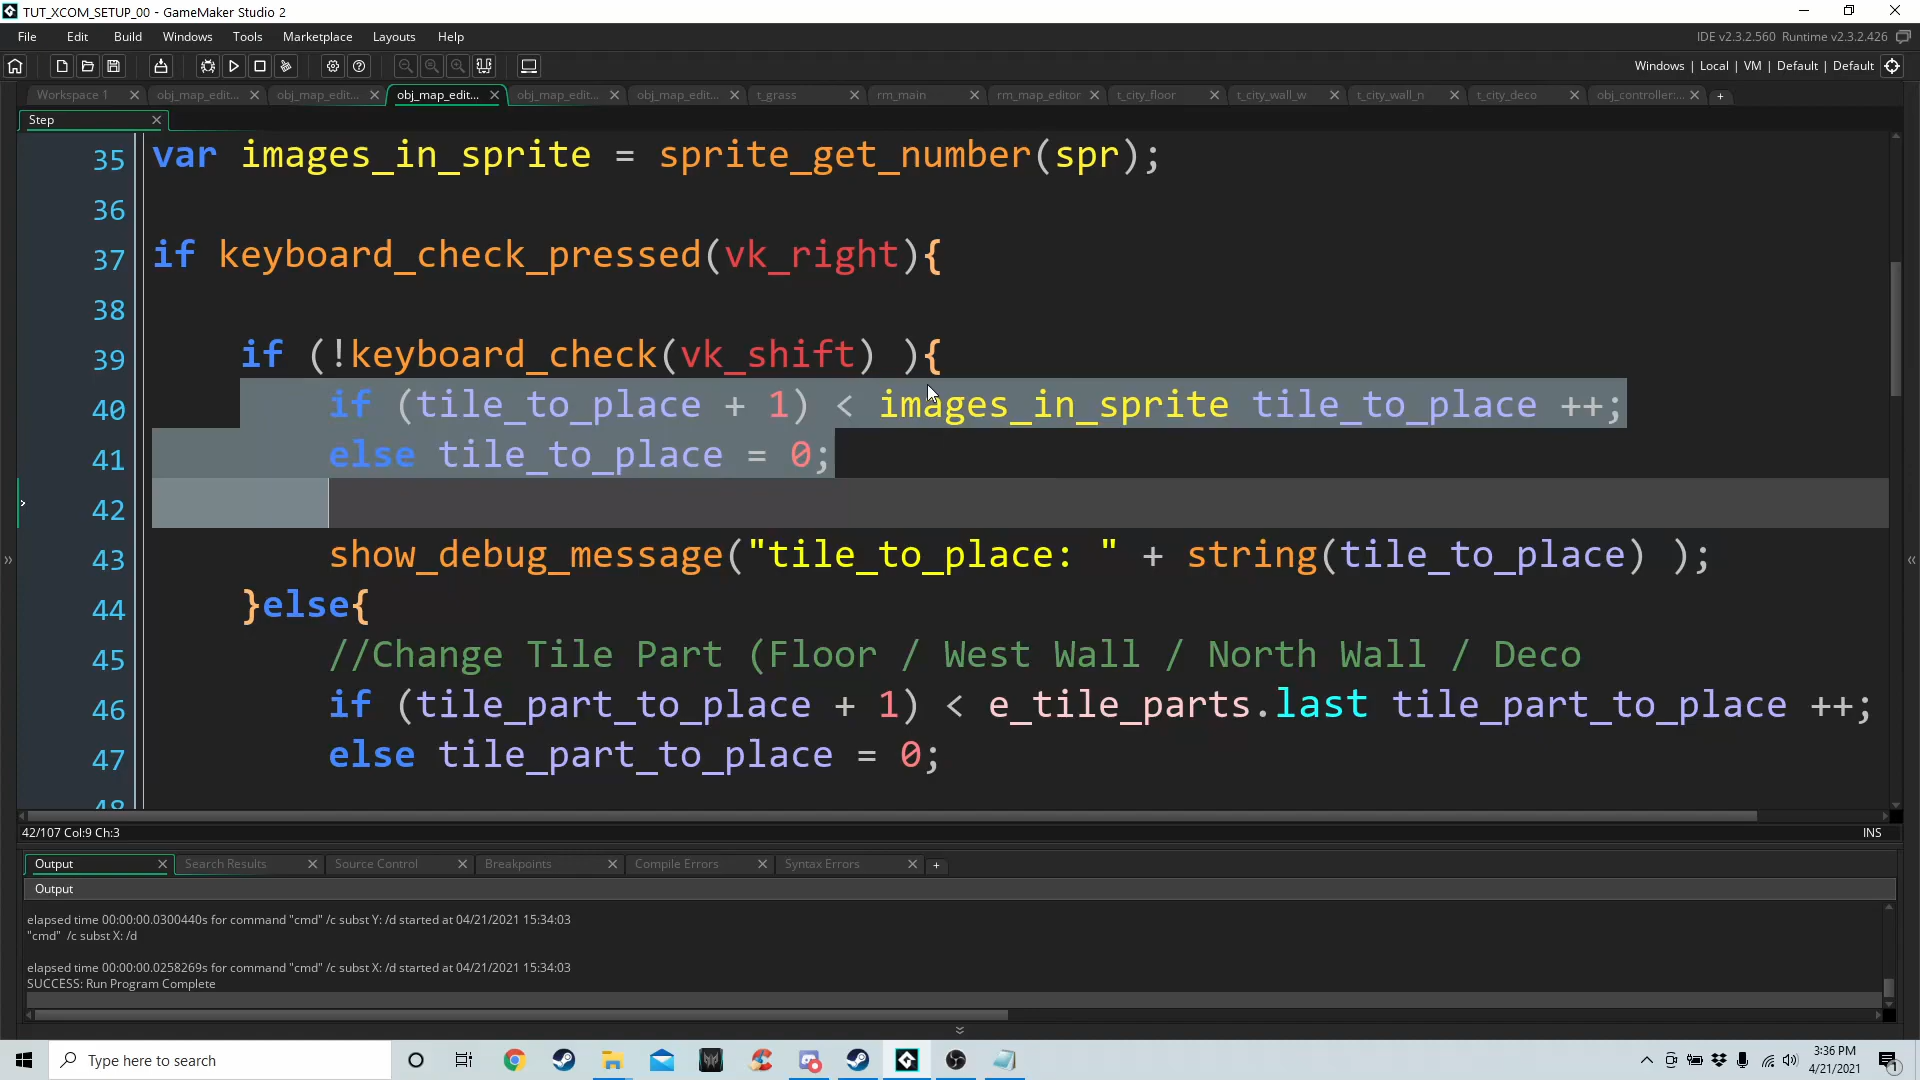 TUT_XCOM_SETUP_00 - GameMaker Studio 2
File Edit Build Windows Tools Marketplace Layouts Help
IDE v2.3.2.560 Runtime v2.3.2.426
Windows | Local | VM | Default | Default
Workspace 1 obj_map_edit... obj_map_edit... obj_map_edit... obj_map_edit... obj_map_edit... t_grass rm_main rm_map_editor t_city_floor t_city_wall_w t_city_wall_n t_city_deco obj_controller:...
Step
35 var images_in_sprite = sprite_get_number(spr);
36
37 if keyboard_check_pressed(vk_right){
38
39 if (!keyboard_check(vk_shift) ){
40 if (tile_to_place + 1) < images_in_sprite tile_to_place ++;
41 else tile_to_place = 0;
42
43 show_debug_message("tile_to_place: " + string(tile_to_place) );
44 }else{
45 //Change Tile Part (Floor / West Wall / North Wall / Deco
46 if (tile_part_to_place + 1) < e_tile_parts.last tile_part_to_place ++;
47 else tile_part_to_place = 0;
48
42/107 Col:9 Ch:3
INS
Output Search Results Source Control Breakpoints Compile Errors Syntax Errors
Output
elapsed time 00:00:00.0300440s for command "cmd" /c subst Y: /d started at 04/21/2021 15:34:03
"cmd" /c subst X: /d
elapsed time 00:00:00.0258269s for command "cmd" /c subst X: /d started at 04/21/2021 15:34:03
SUCCESS: Run Program Complete
Type here to search
3:36 PM
4/21/2021
1